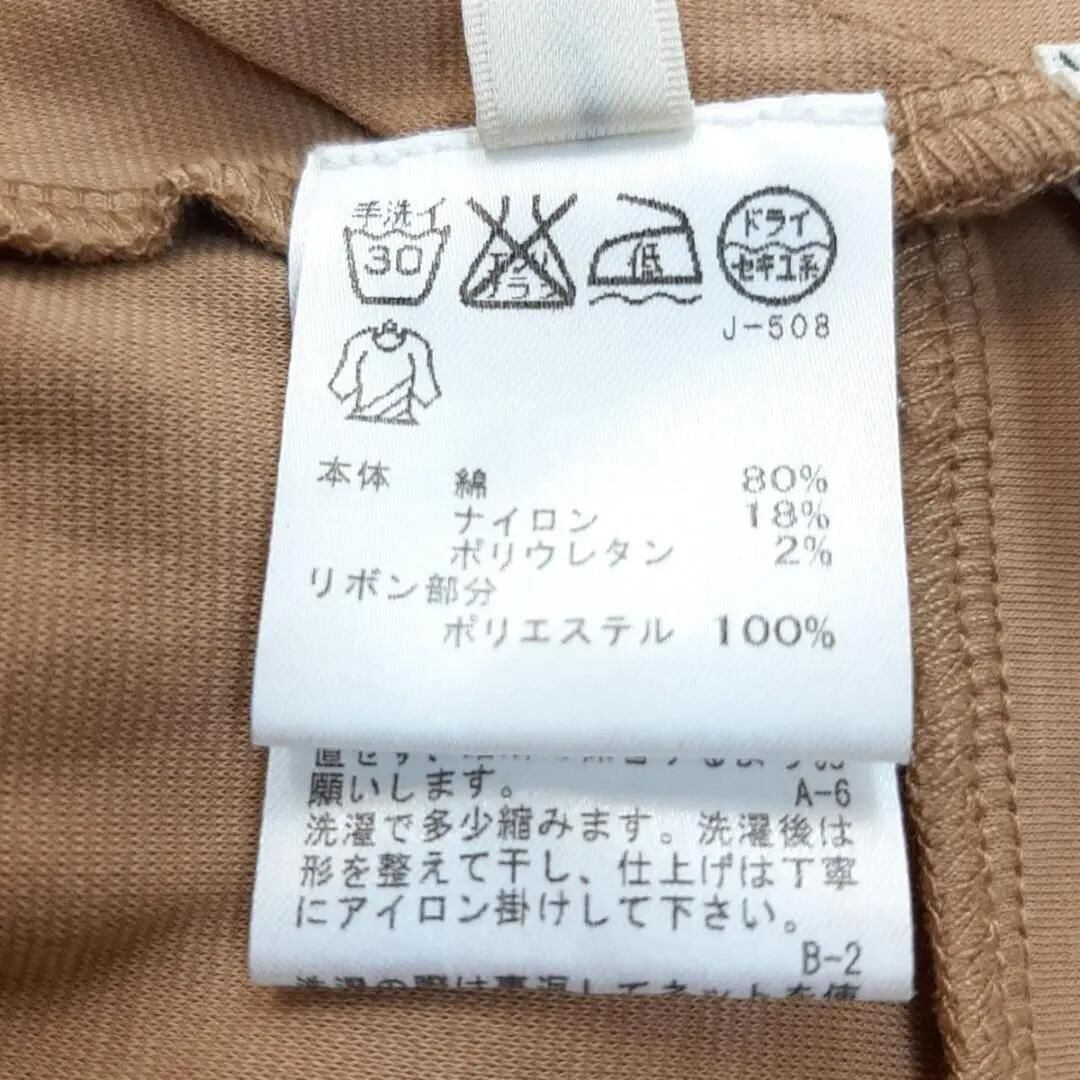 手洗イ
30
低
ドライ
セキユ系
J-508
本体 綿 80%
ナイロン 18%
ポリウレタン 2%
リボン部分
ポリエステル 100%
願いします。
A-6
洗濯で多少縮みます。洗濯後は
形を整えて干し、仕上げは丁寧
にアイロン掛けして下さい。
B-2